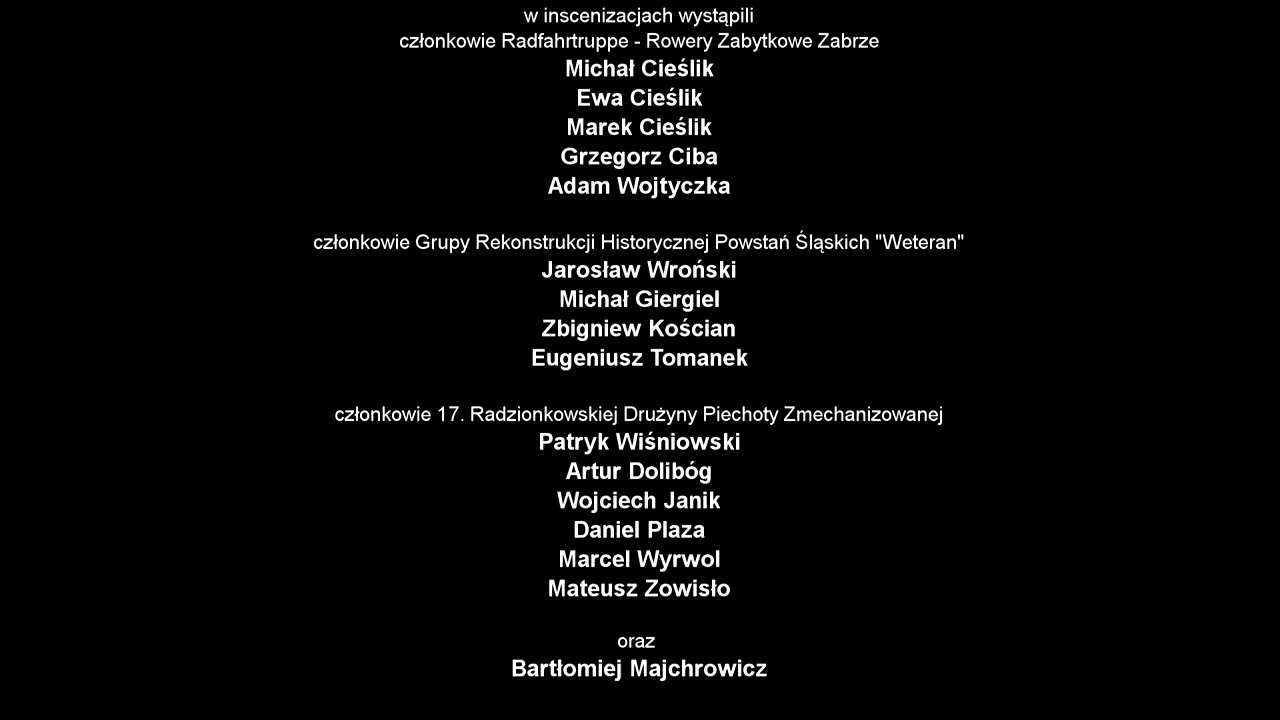 w inscenizacjach wystąpili
członkowie Radfahrtruppe - Rowery Zabytkowe Zabrze
Michał Cieślik
Ewa Cieślik
Marek Cieślik
Grzegorz Ciba
Adam Wojtyczka
członkowie Grupy Rekonstrukcji Historycznej Powstań Śląskich "Weteran"
Jarosław Wroński
Michał Giergiel
Zbigniew Kościan
Eugeniusz Tomanek
członkowie 17. Radzionkowskiej Drużyny Piechoty Zmechanizowanej
Patryk Wiśniowski
Artur Dolibóg
Wojciech Janik
Daniel Plaza
Marcel Wyrwol
Mateusz Zowisło
oraz
Bartłomiej Majchrowicz